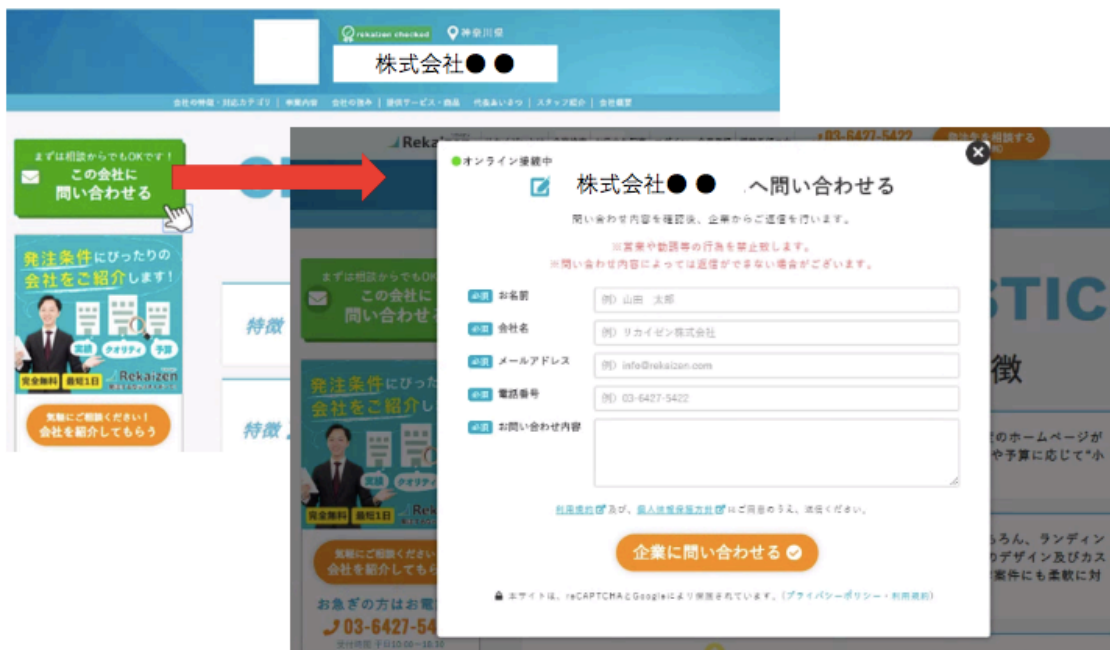 rekaizen checked
神奈川県
株式会社● ●
会社の特徴・対応カテゴリ | 事業内容 会社の強み | 提供サービス・商品 代表あいさつ | スタッフ紹介 | 会社概要
まずは相談からでもOKです！
この会社に
問い合わせる
発注条件にぴったりの
会社をご紹介します！
実績 クオリティ 予算
完全無料 最短1日 Rekaizen
気軽にご相談ください！
会社を紹介してもらう
特徴
特徴
03-6427-5422
オンライン接続中
株式会社● ● へ問い合わせる
問い合わせ内容を確認後、企業からご返信を行います。
※営業や勧誘等の行為を禁止致します。
※問い合わせ内容によっては返信ができない場合がございます。
必須 お名前 例）山田 太郎
必須 会社名 例）リカイゼン株式会社
必須 メールアドレス 例）info@rekaizen.com
必須 電話番号 例）03-6427-5422
必須 お問い合わせ内容
利用規約 及び、個人情報保護方針 にご同意のうえ、送信ください。
企業に問い合わせる
本サイトは、reCAPTCHAとGoogleにより保護されています。(プライバシーポリシー・利用規約)
まずは相談からでもOK
この会社に
問い合わせ
発注条件にぴった
会社をご紹介し
実績 クオリテ
完全無料 最短1日 Rek
気軽にご相談くださ
会社を紹介しても
お急ぎの方はお電
03-6427-54
受付時間 平日10:00～18:30
STIC
徴
のホームページが
や予算に応じて"小
ろん、ランディン
のデザイン及びカス
案件にも柔軟に対